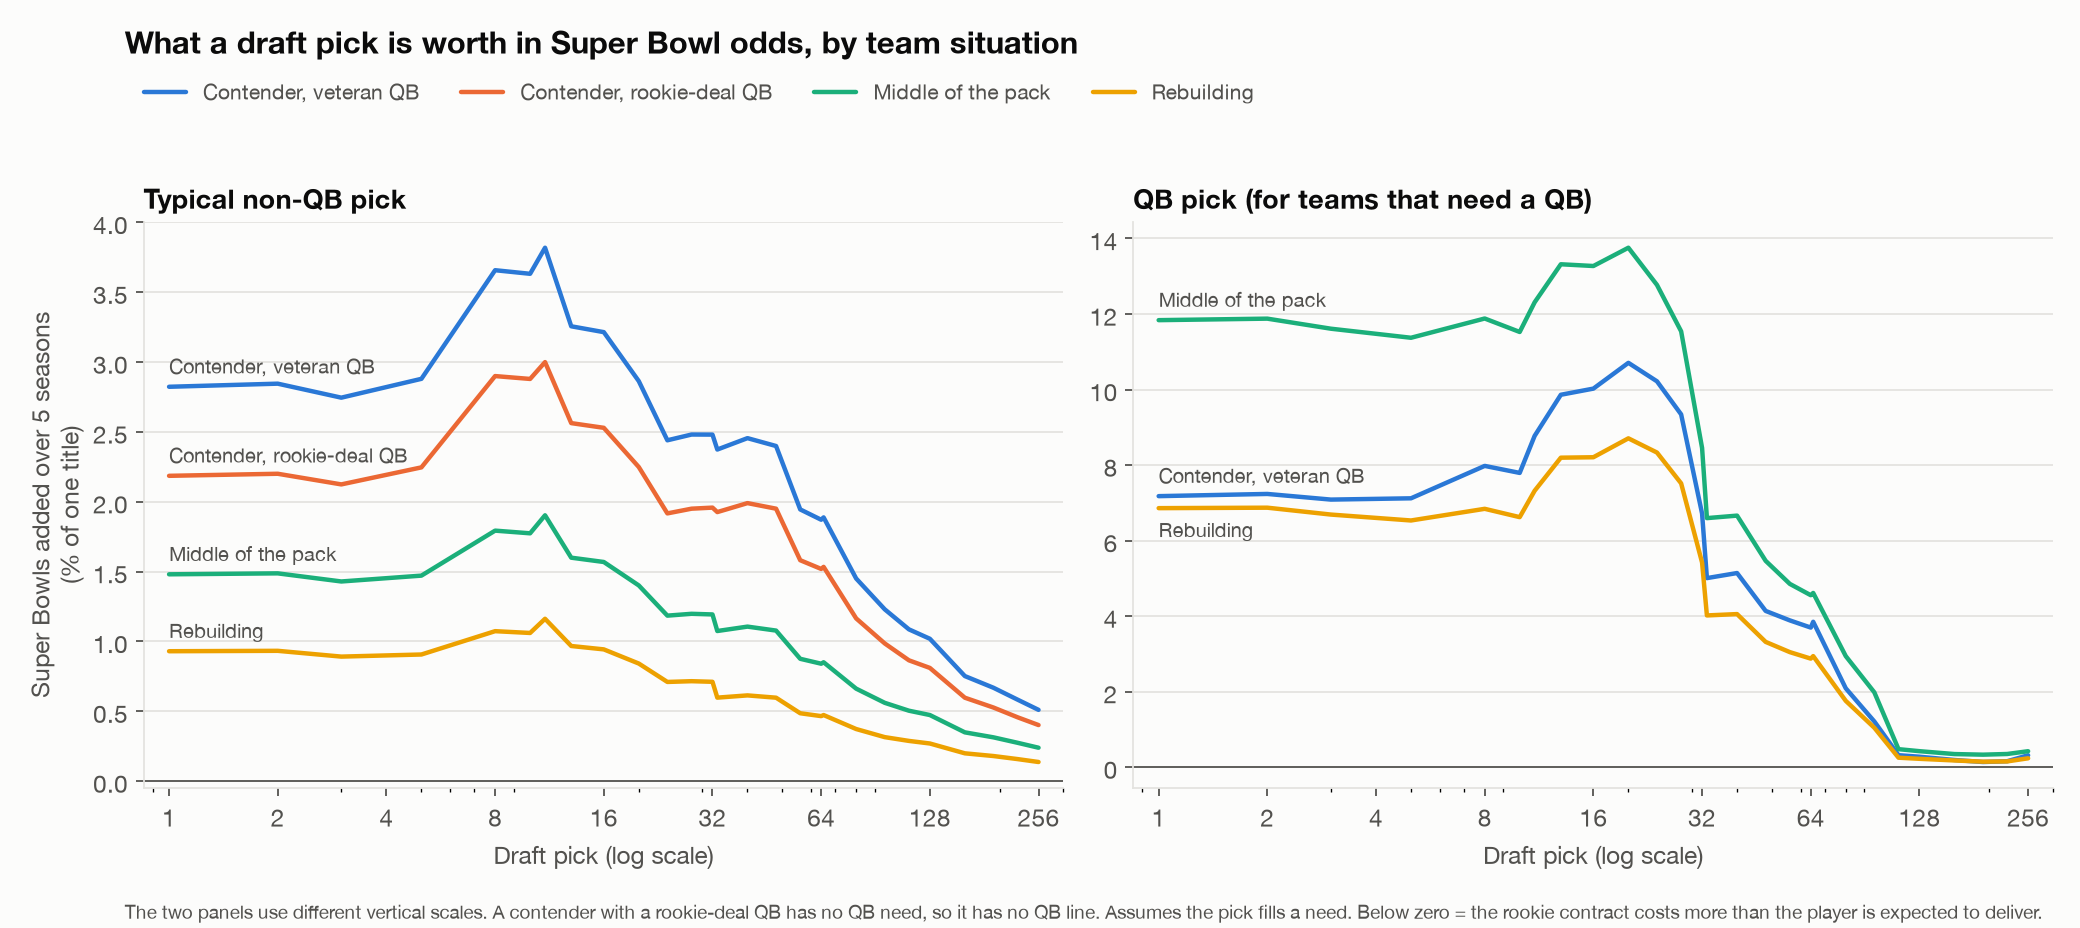 What a draft pick is worth in Super Bowl odds, by team situation
Contender, veteran QB
Contender, rookie-deal QB
Middle of the pack
Rebuilding
Typical non-QB pick
Super Bowls added over 5 seasons
(% of one title)
4.0
3.5
3.0
2.5
2.0
1.5
1.0
0.5
0.0
Contender, veteran QB
Contender, rookie-deal QB
Middle of the pack
Rebuilding
1 2 4 8 16 32 64 128 256
Draft pick (log scale)
QB pick (for teams that need a QB)
14
12
10
8
6
4
2
0
Middle of the pack
Contender, veteran QB
Rebuilding
1 2 4 8 16 32 64 128 256
Draft pick (log scale)
The two panels use different vertical scales. A contender with a rookie-deal QB has no QB need, so it has no QB line. Assumes the pick fills a need. Below zero = the rookie contract costs more than the player is expected to deliver.